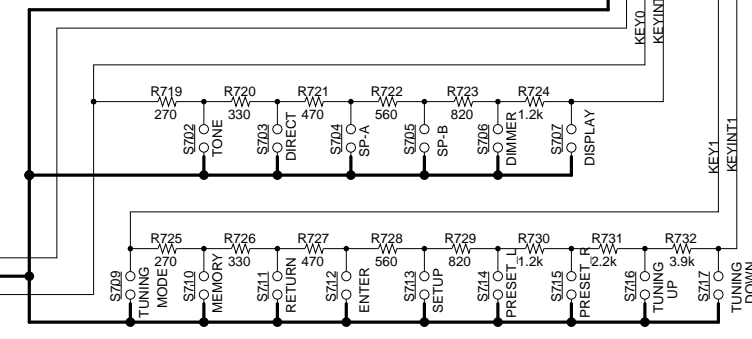 KEY0
KEYINT
R719 R720 R721 R722 R723 R724
270 330 470 560 820 1.2k
S702 TONE
S703 DIRECT
S704 SP-A
S705 SP-B
S706 DIMMER
S707 DISPLAY
KEY1
KEYINT1
R725 R726 R727 R728 R729 R730 R731 R732
270 330 470 560 820 1.2k 2.2k 3.9k
S709 TUNING
MODE
S710 MEMORY
S711 RETURN
S712 ENTER
S713 SETUP
S714 PRESET_L
S715 PRESET_R
S716 TUNING
UP
S717 TUNING
DOWN